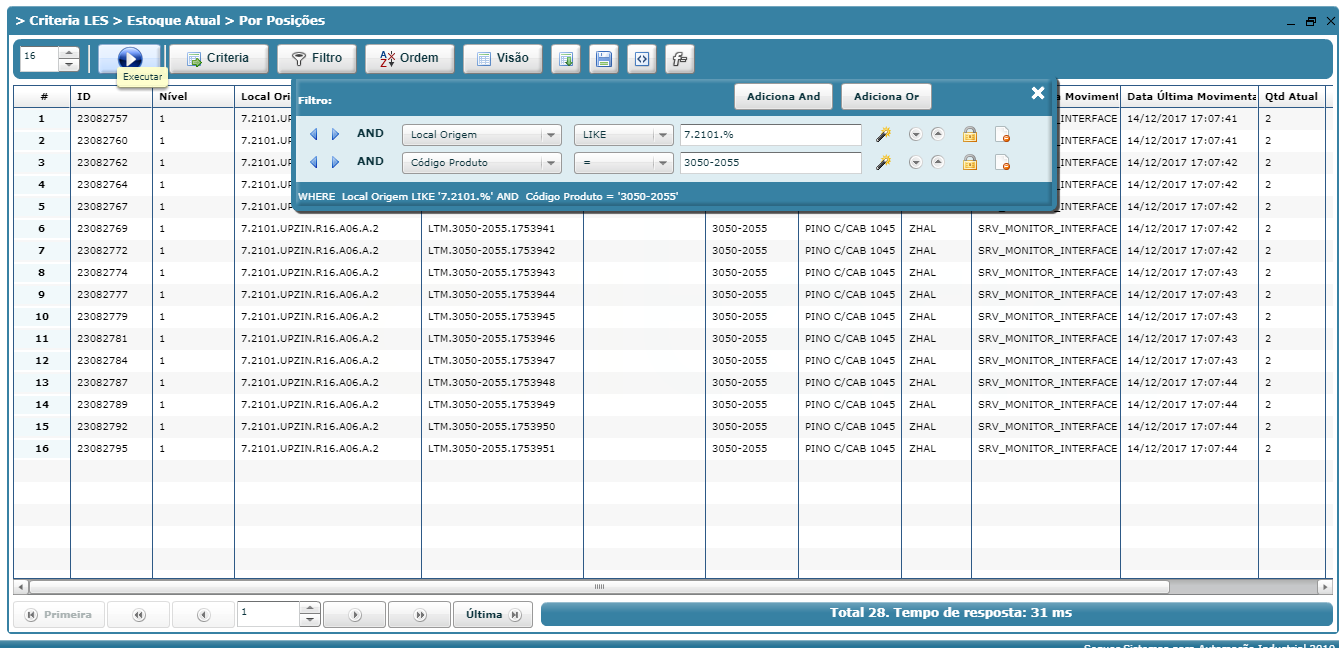 > Criteria LES > Estoque Atual > Por Posições
16 Criteria Filtro Ordem Visão
Executar
# ID Nível Local Ori Moviment Data Última Movimenta Qtd Atual
Filtro: Adiciona And Adiciona Or
AND Local Origem LIKE 7.2101.%
AND Código Produto = 3050-2055
WHERE Local Origem LIKE '7.2101.%' AND Código Produto = '3050-2055'
1 23082757 1 7.2101.UP INTERFACE 14/12/2017 17:07:41 2
2 23082760 1 7.2101.UP INTERFACE 14/12/2017 17:07:41 2
3 23082762 1 7.2101.UP INTERFACE 14/12/2017 17:07:42 2
4 23082764 1 7.2101.UP INTERFACE 14/12/2017 17:07:42 2
5 23082767 1 7.2101.UP INTERFACE 14/12/2017 17:07:42 2
6 23082769 1 7.2101.UPZIN.R16.A06.A.2 LTM.3050-2055.1753941 3050-2055 PINO C/CAB 1045 ZHAL SRV_MONITOR_INTERFACE 14/12/2017 17:07:42 2
7 23082772 1 7.2101.UPZIN.R16.A06.A.2 LTM.3050-2055.1753942 3050-2055 PINO C/CAB 1045 ZHAL SRV_MONITOR_INTERFACE 14/12/2017 17:07:42 2
8 23082774 1 7.2101.UPZIN.R16.A06.A.2 LTM.3050-2055.1753943 3050-2055 PINO C/CAB 1045 ZHAL SRV_MONITOR_INTERFACE 14/12/2017 17:07:43 2
9 23082777 1 7.2101.UPZIN.R16.A06.A.2 LTM.3050-2055.1753944 3050-2055 PINO C/CAB 1045 ZHAL SRV_MONITOR_INTERFACE 14/12/2017 17:07:43 2
10 23082779 1 7.2101.UPZIN.R16.A06.A.2 LTM.3050-2055.1753945 3050-2055 PINO C/CAB 1045 ZHAL SRV_MONITOR_INTERFACE 14/12/2017 17:07:43 2
11 23082781 1 7.2101.UPZIN.R16.A06.A.2 LTM.3050-2055.1753946 3050-2055 PINO C/CAB 1045 ZHAL SRV_MONITOR_INTERFACE 14/12/2017 17:07:43 2
12 23082784 1 7.2101.UPZIN.R16.A06.A.2 LTM.3050-2055.1753947 3050-2055 PINO C/CAB 1045 ZHAL SRV_MONITOR_INTERFACE 14/12/2017 17:07:43 2
13 23082787 1 7.2101.UPZIN.R16.A06.A.2 LTM.3050-2055.1753948 3050-2055 PINO C/CAB 1045 ZHAL SRV_MONITOR_INTERFACE 14/12/2017 17:07:44 2
14 23082789 1 7.2101.UPZIN.R16.A06.A.2 LTM.3050-2055.1753949 3050-2055 PINO C/CAB 1045 ZHAL SRV_MONITOR_INTERFACE 14/12/2017 17:07:44 2
15 23082792 1 7.2101.UPZIN.R16.A06.A.2 LTM.3050-2055.1753950 3050-2055 PINO C/CAB 1045 ZHAL SRV_MONITOR_INTERFACE 14/12/2017 17:07:44 2
16 23082795 1 7.2101.UPZIN.R16.A06.A.2 LTM.3050-2055.1753951 3050-2055 PINO C/CAB 1045 ZHAL SRV_MONITOR_INTERFACE 14/12/2017 17:07:44 2
Primeira 1 Última Total 28. Tempo de resposta: 31 ms